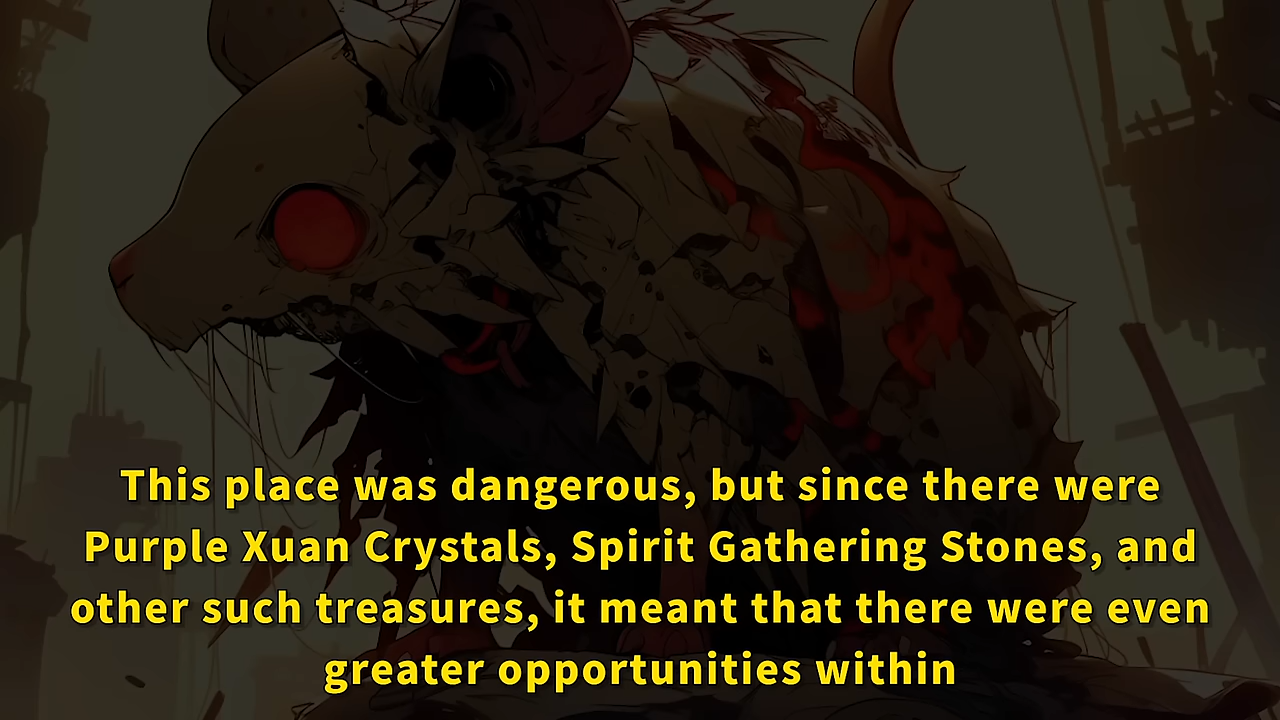 This place was dangerous, but since there were
Purple Xuan Crystals, Spirit Gathering Stones, and
other such treasures, it meant that there were even
greater opportunities within